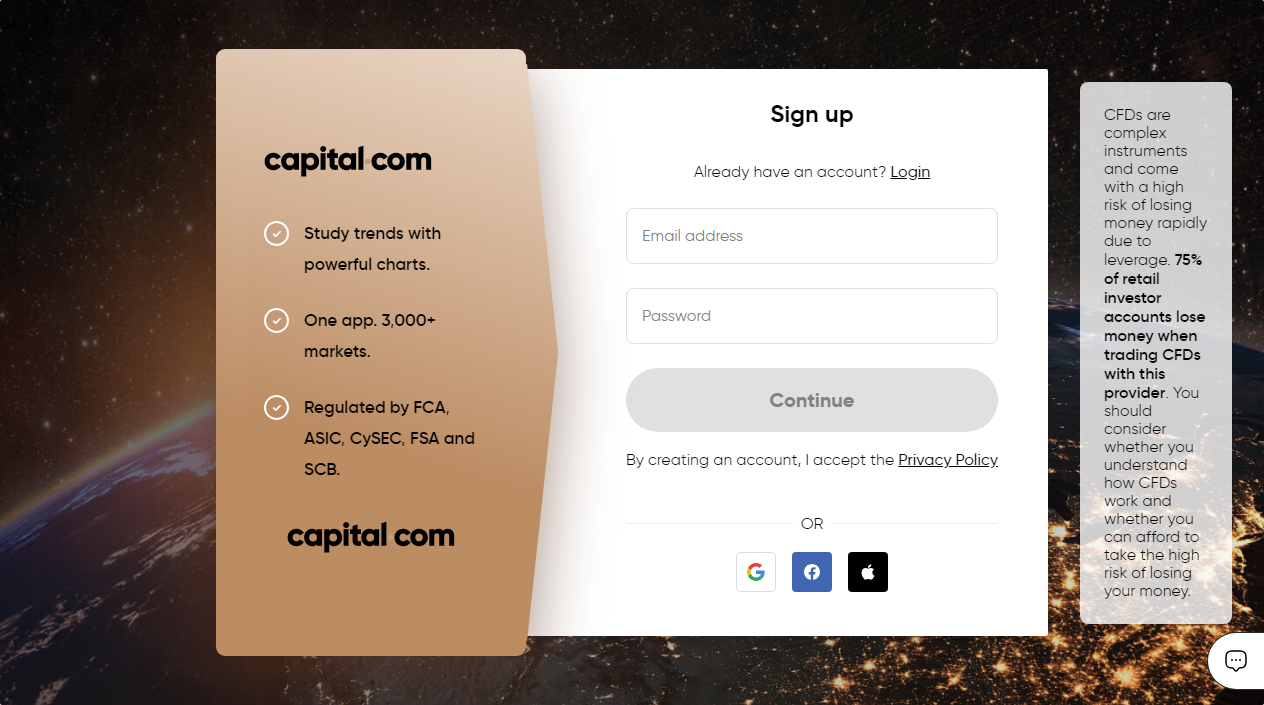 capital.com
Study trends with
powerful charts.
One app. 3,000+
markets.
Regulated by FCA,
ASIC, CySEC, FSA and
SCB.
capital com
Sign up
Already have an account? Login
Email address
Password
Continue
By creating an account, I accept the Privacy Policy
OR
CFDs are
complex
instruments
and come
with a high
risk of losing
money rapidly
due to
leverage. 75%
of retail
investor
accounts lose
money when
trading CFDs
with this
provider. You
should
consider
whether you
understand
how CFDs
work and
whether you
can afford to
take the high
risk of losing
your money.